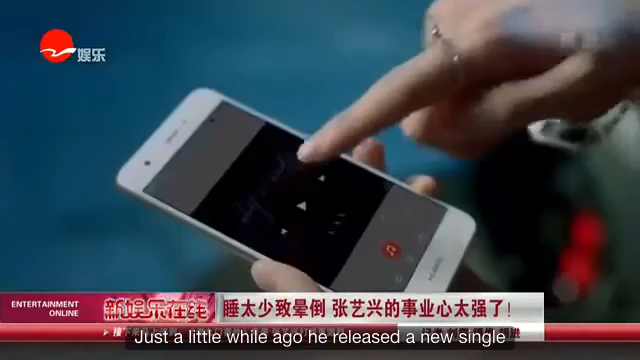 娱乐
HUAWEI
ENTERTAINMENT
ONLINE
新娱乐在线
睡太少致晕倒 张艺兴的事业心太强了!
Just a little while ago he released a new single